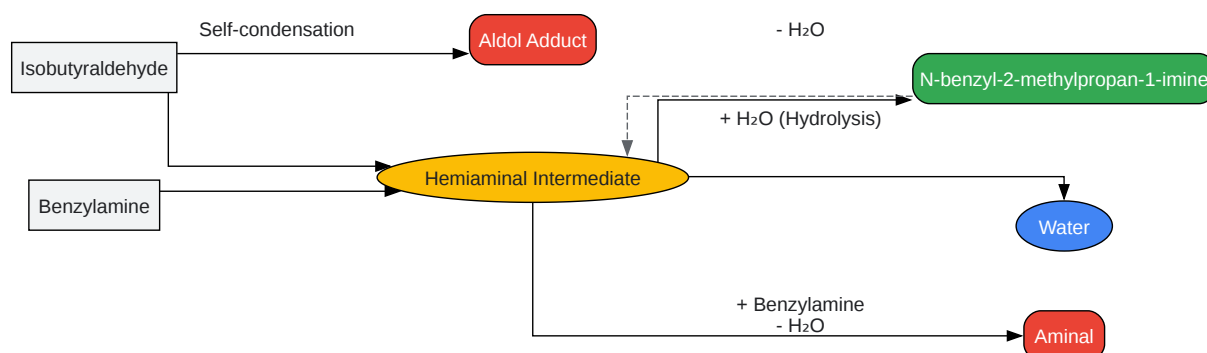 Self-condensation
- H₂O
Aldol Adduct
Isobutyraldehyde
N-benzyl-2-methylpropan-1-imine
+ H₂O (Hydrolysis)
Hemiaminal Intermediate
Benzylamine
Water
+ Benzylamine
- H₂O
Aminal